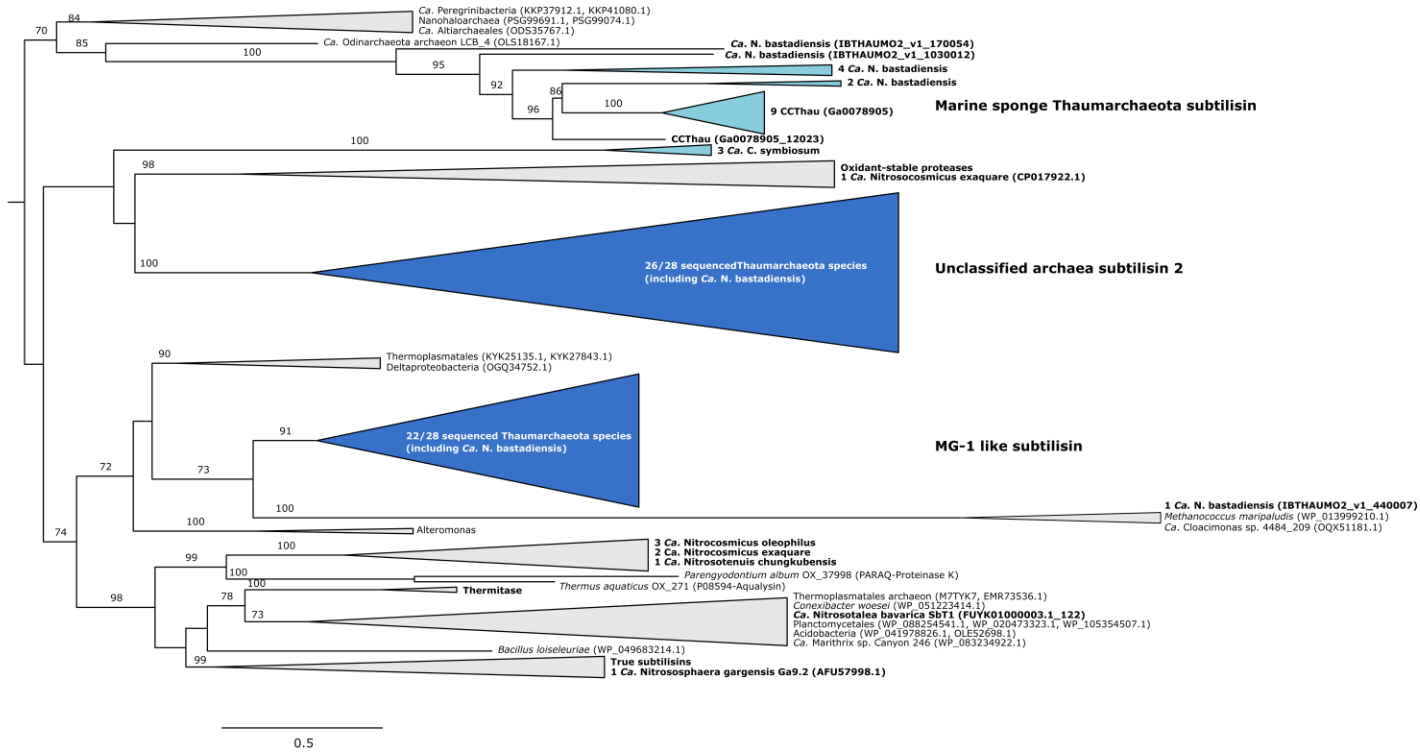 84
Ca. Peregrinibacteria (KKP37912.1, KKP41080.1)
Nanohaloarchaea (PSG99691.1, PSG99074.1)
Ca. Altiarchaeales (ODS35767.1)
70
85
Ca. Odinarchaeota archaeon LCB_4 (OLS18167.1)
100
Ca. N. bastadiensis (IBTHAUMO2_v1_170054)
Ca. N. bastadiensis (IBTHAUMO2_v1_1030012)
95
4 Ca. N. bastadiensis
92
86
2 Ca. N. bastadiensis
96
100
9 CCThau (Ga0078905)
Marine sponge Thaumarchaeota subtilisin
CCThau (Ga0078905_12023)
100
3 Ca. C. symbiosum
98
Oxidant-stable proteases
1 Ca. Nitrosocosmicus exaquare (CP017922.1)
100
26/28 sequencedThaumarchaeota species
(including Ca. N. bastadiensis)
Unclassified archaea subtilisin 2
90
Thermoplasmatales (KYK25135.1, KYK27843.1)
Deltaproteobacteria (OGQ34752.1)
91
22/28 sequenced Thaumarchaeota species
(including Ca. N. bastadiensis)
MG-1 like subtilisin
72
73
100
1 Ca. N. bastadiensis (IBTHAUMO2_v1_440007)
Methanococcus maripaludis (WP_013999210.1)
Ca. Cloacimonas sp. 4484_209 (OQX51181.1)
74
100
Alteromonas
100
3 Ca. Nitrocosmicus oleophilus
2 Ca. Nitrocosmicus exaquare
1 Ca. Nitrosotenuis chungkubensis
99
100
Parengyodontium album OX_37998 (PARAQ-Proteinase K)
Thermus aquaticus OX_271 (P08594-Aqualysin)
100
Thermitase
98
78
73
Thermoplasmatales archaeon (M7TYK7, EMR73536.1)
Conexibacter woesei (WP_051223414.1)
Ca. Nitrosotalea bavarica SbT1 (FUYK01000003.1_122)
Planctomycetales (WP_088254541.1, WP_020473323.1, WP_105354507.1)
Acidobacteria (WP_041978826.1, OLE52698.1)
Ca. Marithrix sp. Canyon 246 (WP_083234922.1)
Bacillus loiseleuriae (WP_049683214.1)
99
True subtilisins
1 Ca. Nitrososphaera gargensis Ga9.2 (AFU57998.1)
0.5